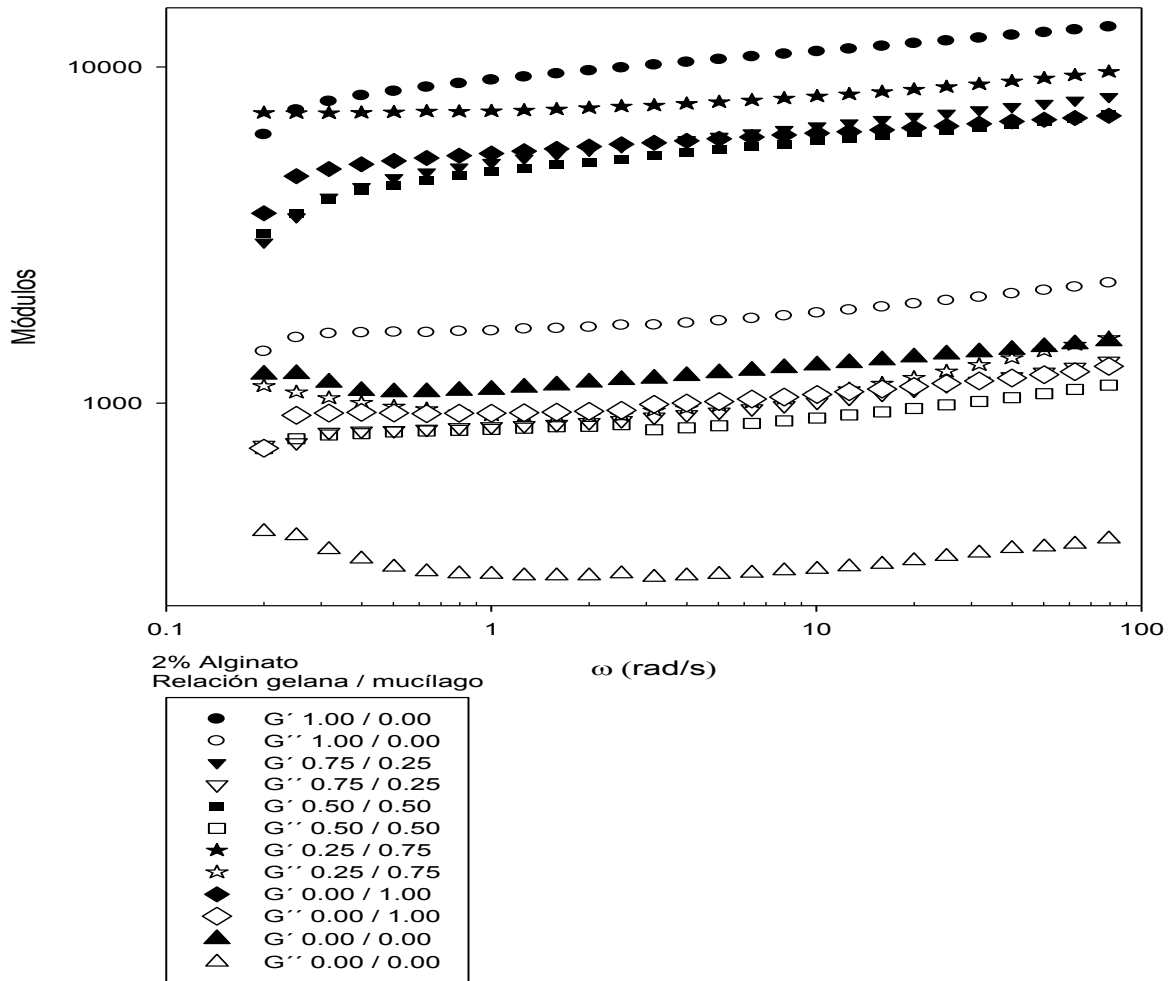 10000
Módulos
1000
0.1 1 10 100
2% Alginato
ω (rad/s)
Relación gelana / mucílago
G´ 1.00 / 0.00
G´´ 1.00 / 0.00
G´ 0.75 / 0.25
G´´ 0.75 / 0.25
G´ 0.50 / 0.50
G´´ 0.50 / 0.50
G´ 0.25 / 0.75
G´´ 0.25 / 0.75
G´ 0.00 / 1.00
G´´ 0.00 / 1.00
G´ 0.00 / 0.00
G´´ 0.00 / 0.00